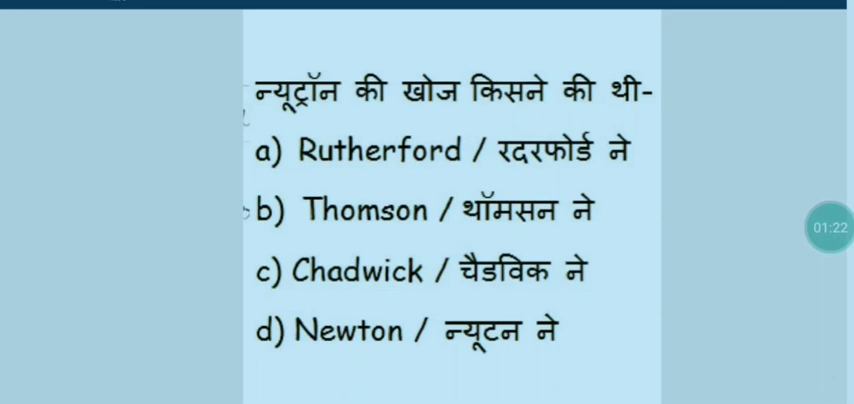 न्यूट्रॉन की खोज किसने की थी-
a) Rutherford / रदरफोर्ड ने
b) Thomson / थॉमसन ने
01:22
c) Chadwick / चैडविक ने
d) Newton / न्यूटन ने